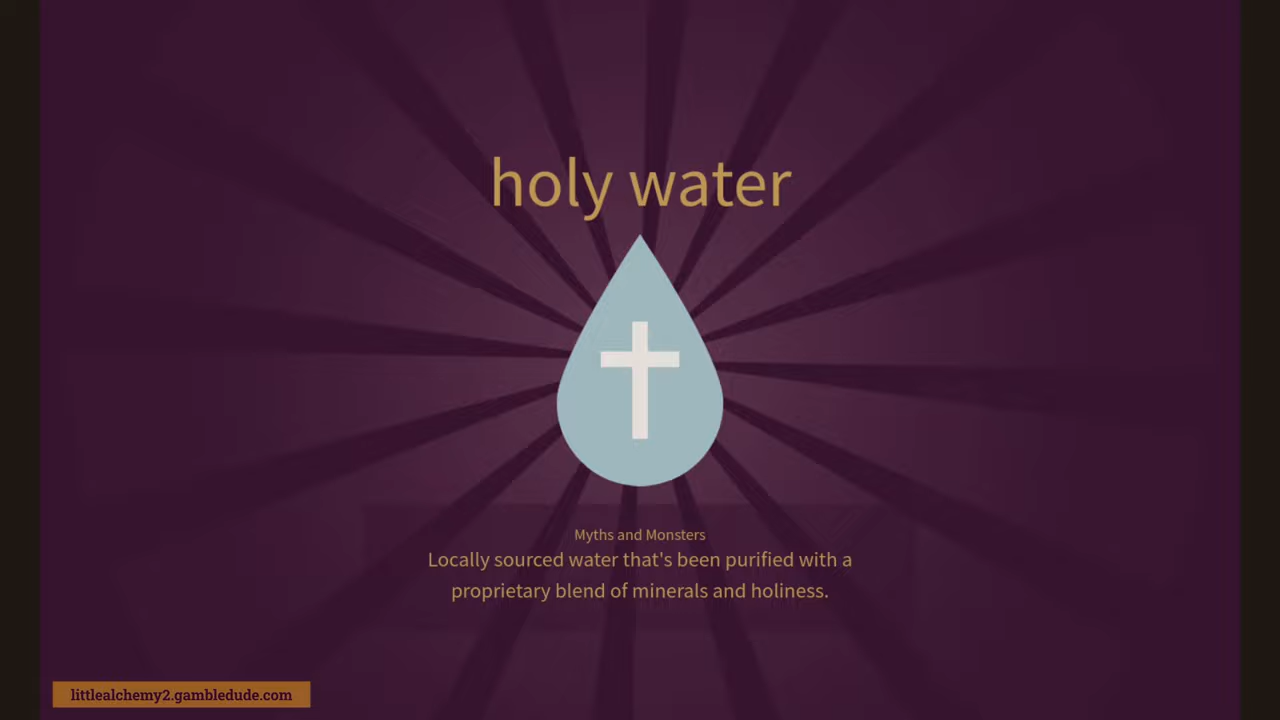 holy water
Myths and Monsters
Locally sourced water that's been purified with a
proprietary blend of minerals and holiness.
littlealchemy2.gambledude.com